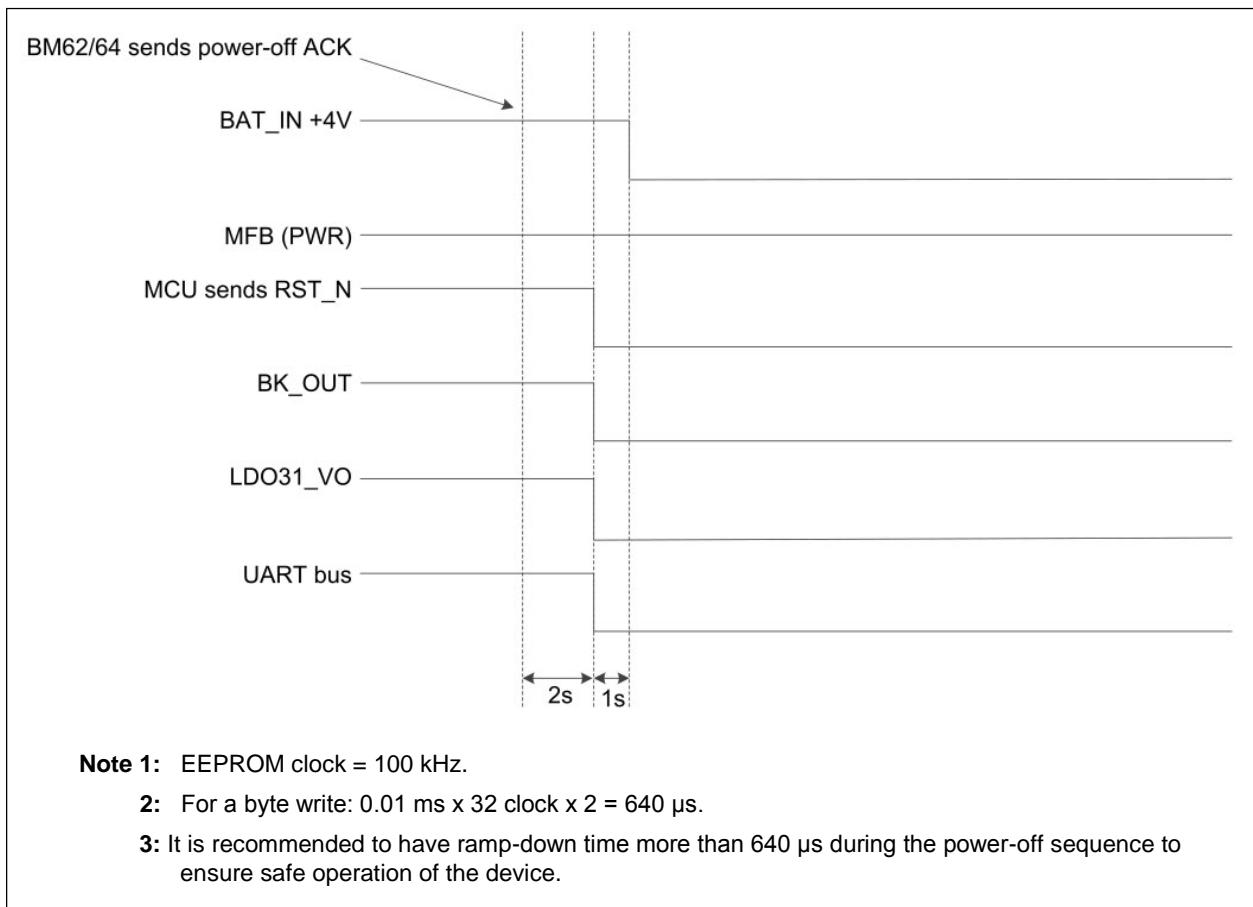 BM62/64 sends power-off ACK
BAT_IN +4V
MFB (PWR)
MCU sends RST_N
BK_OUT
LDO31_VO
UART bus
2s 1s
Note 1: EEPROM clock = 100 kHz.
2: For a byte write: 0.01 ms x 32 clock x 2 = 640 µs.
3: It is recommended to have ramp-down time more than 640 µs during the power-off sequence to
ensure safe operation of the device.